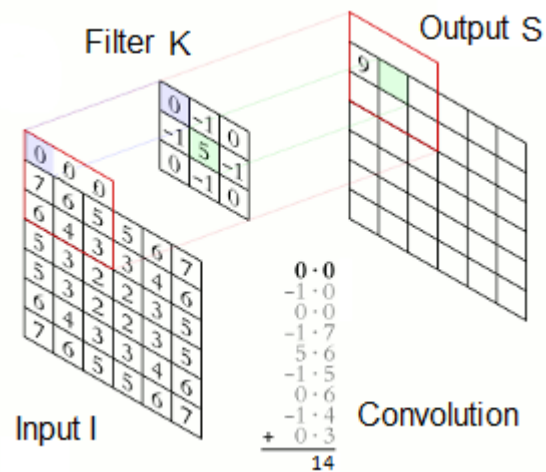 Filter K
Output S
0 -1 0
-1 5 -1
0 -1 0
9
0 0 0
7 6 5 5 6 7
6 4 3 3 4 6
5 3 2 2 3 5
5 3 2 2 3 5
6 4 3 3 4 6
7 6 5 5 6 7
Input I
0 · 0
-1 · 0
0 · 0
-1 · 7
5 · 6
-1 · 5
0 · 6
-1 · 4
+ 0 · 3
14
Convolution